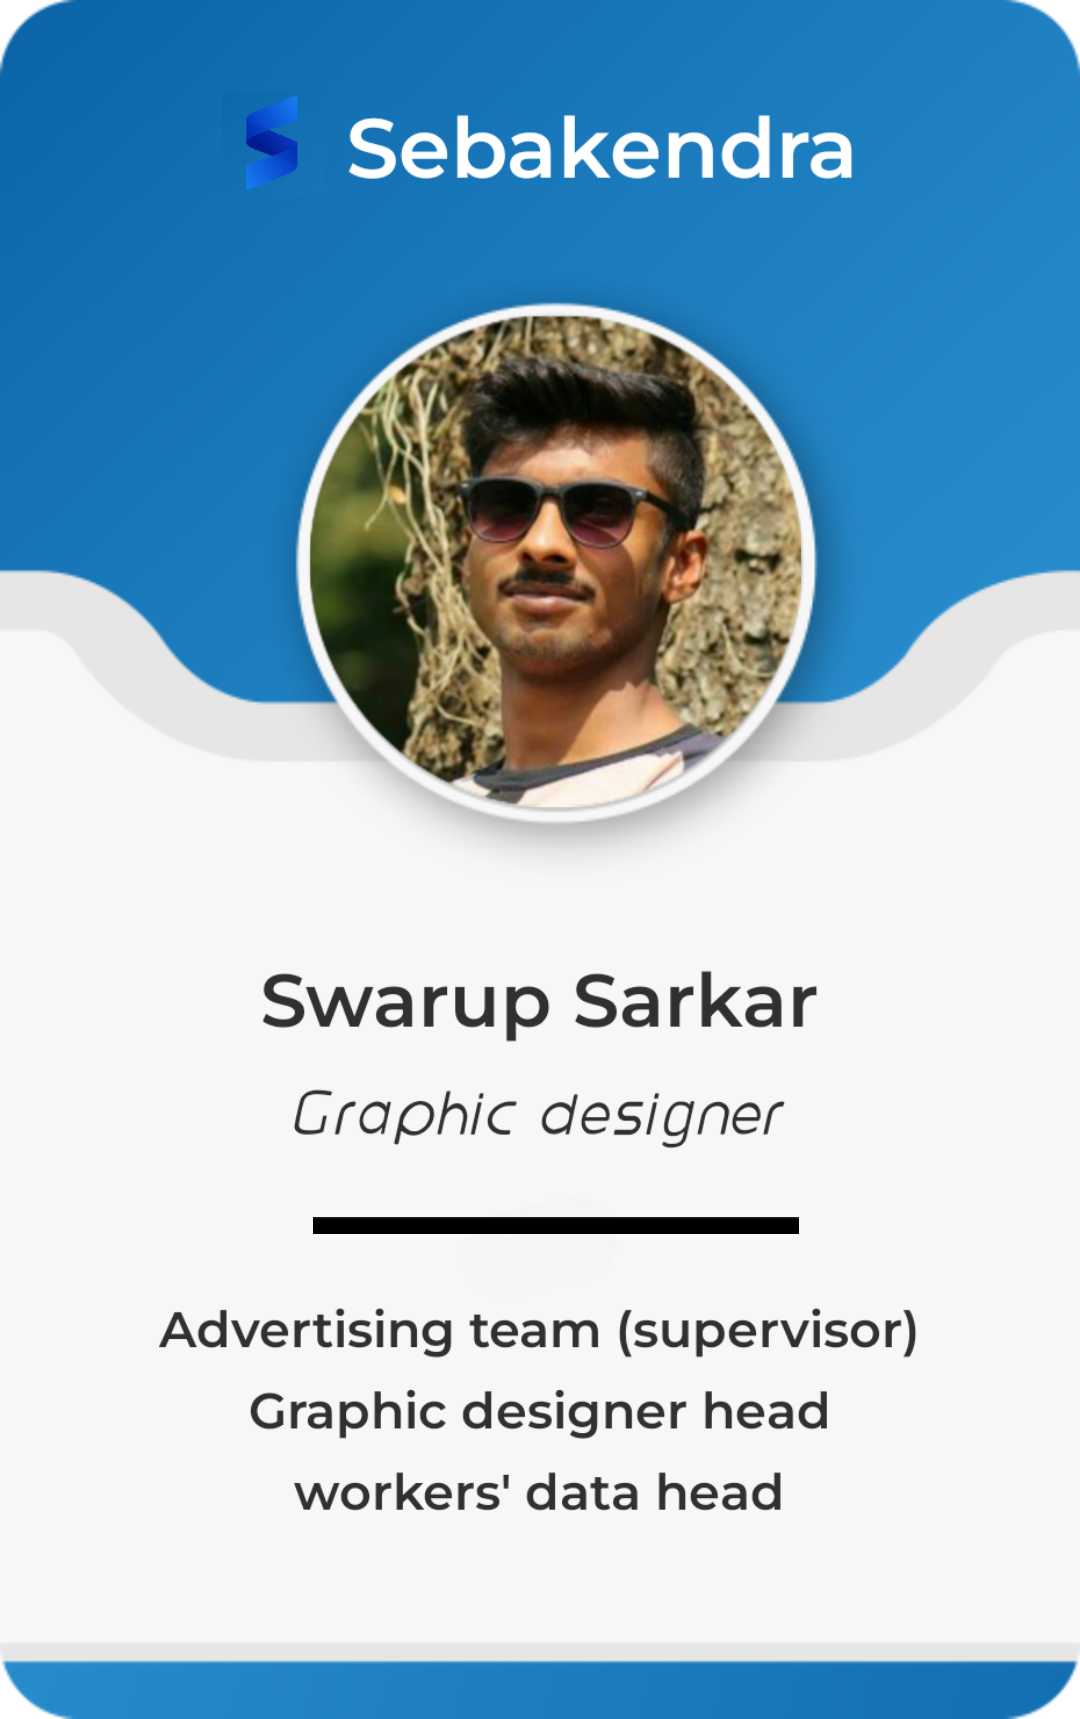 Sebakendra
Swarup Sarkar
Graphic designer
Advertising team (supervisor)
Graphic designer head
workers' data head